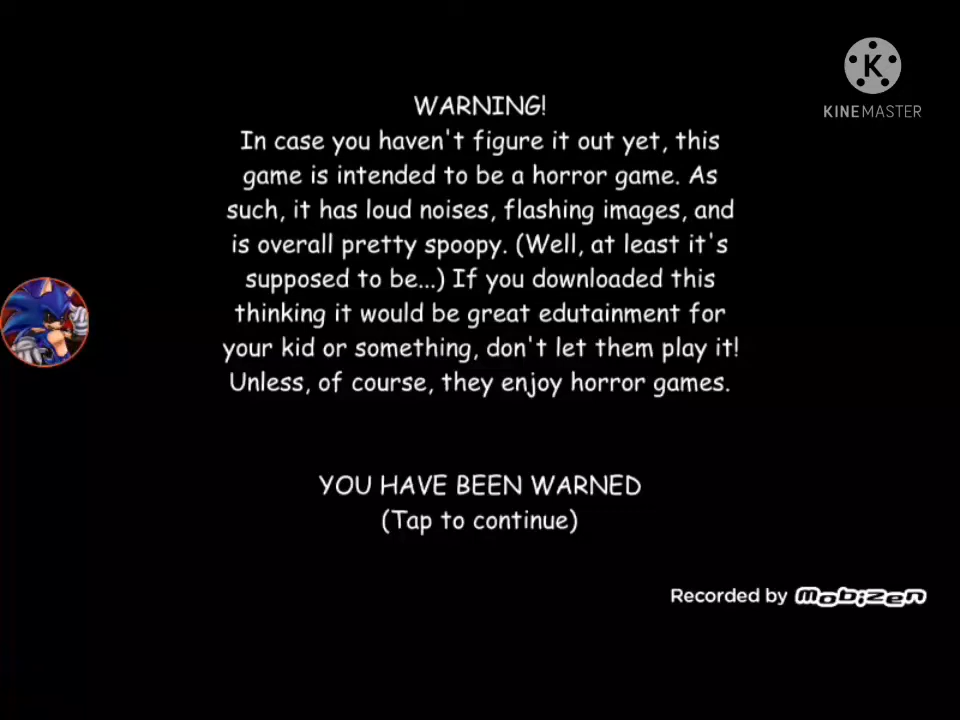 K
KINEMASTER
WARNING!
In case you haven't figure it out yet, this
game is intended to be a horror game. As
such, it has loud noises, flashing images, and
is overall pretty spoopy. (Well, at least it's
supposed to be...) If you downloaded this
thinking it would be great edutainment for
your kid or something, don't let them play it!
Unless, of course, they enjoy horror games.
YOU HAVE BEEN WARNED
(Tap to continue)
Recorded by Mobizen